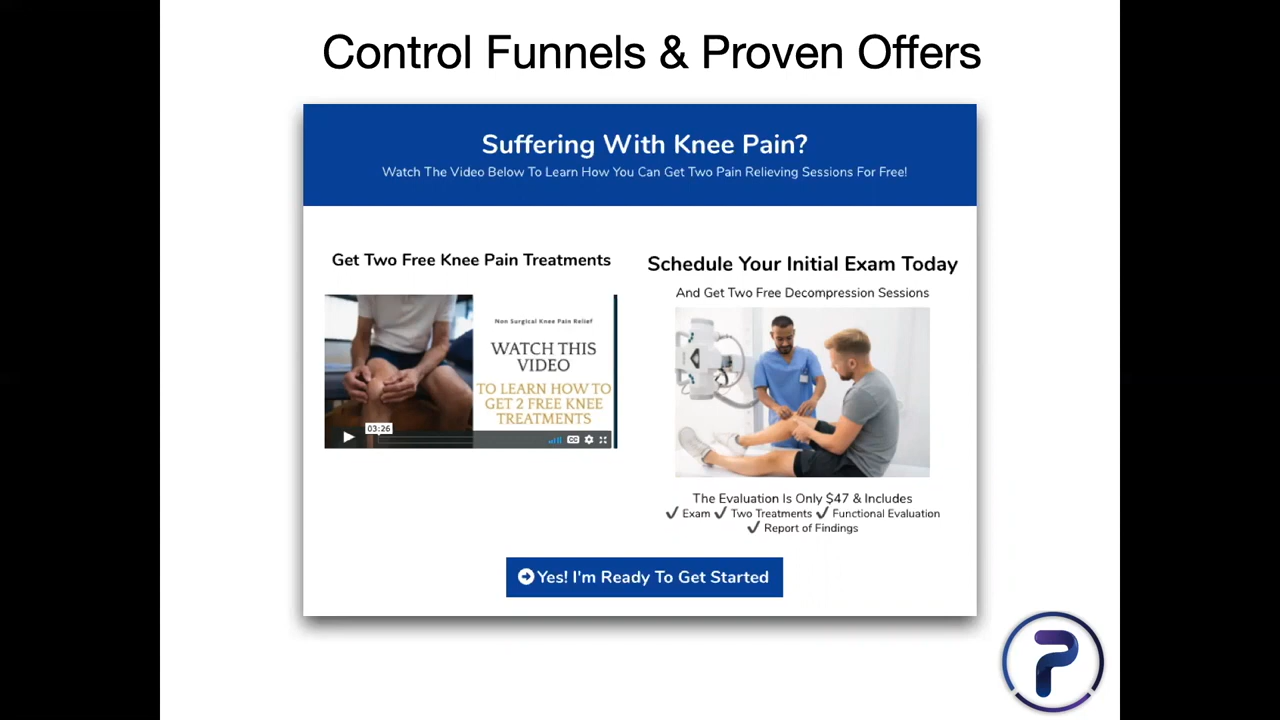 Control Funnels & Proven Offers
Suffering With Knee Pain?
Watch The Video Below To Learn How You Can Get Two Pain Relieving Sessions For Free!
Get Two Free Knee Pain Treatments
Non Surgical Knee Pain Relief
WATCH THIS
VIDEO
TO LEARN HOW TO
GET 2 FREE KNEE
TREATMENTS
03:26
CC
Schedule Your Initial Exam Today
And Get Two Free Decompression Sessions
The Evaluation Is Only $47 & Includes
✓ Exam ✓ Two Treatments ✓ Functional Evaluation
✓ Report of Findings
Yes! I'm Ready To Get Started
P